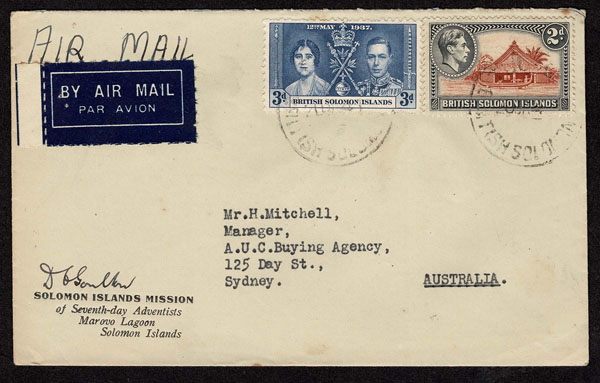 AIR MAIL
BY AIR MAIL
PAR AVION
12TH MAY 1937.
3d BRITISH SOLOMON ISLANDS 3d
2d
BRITISH SOLOMON ISLANDS
Mr.H.Mitchell,
Manager,
A.U.C.Buying Agency,
125 Day St.,
Sydney.
AUSTRALIA.
SOLOMON ISLANDS MISSION
of Seventh-day Adventists
Marovo Lagoon
Solomon Islands